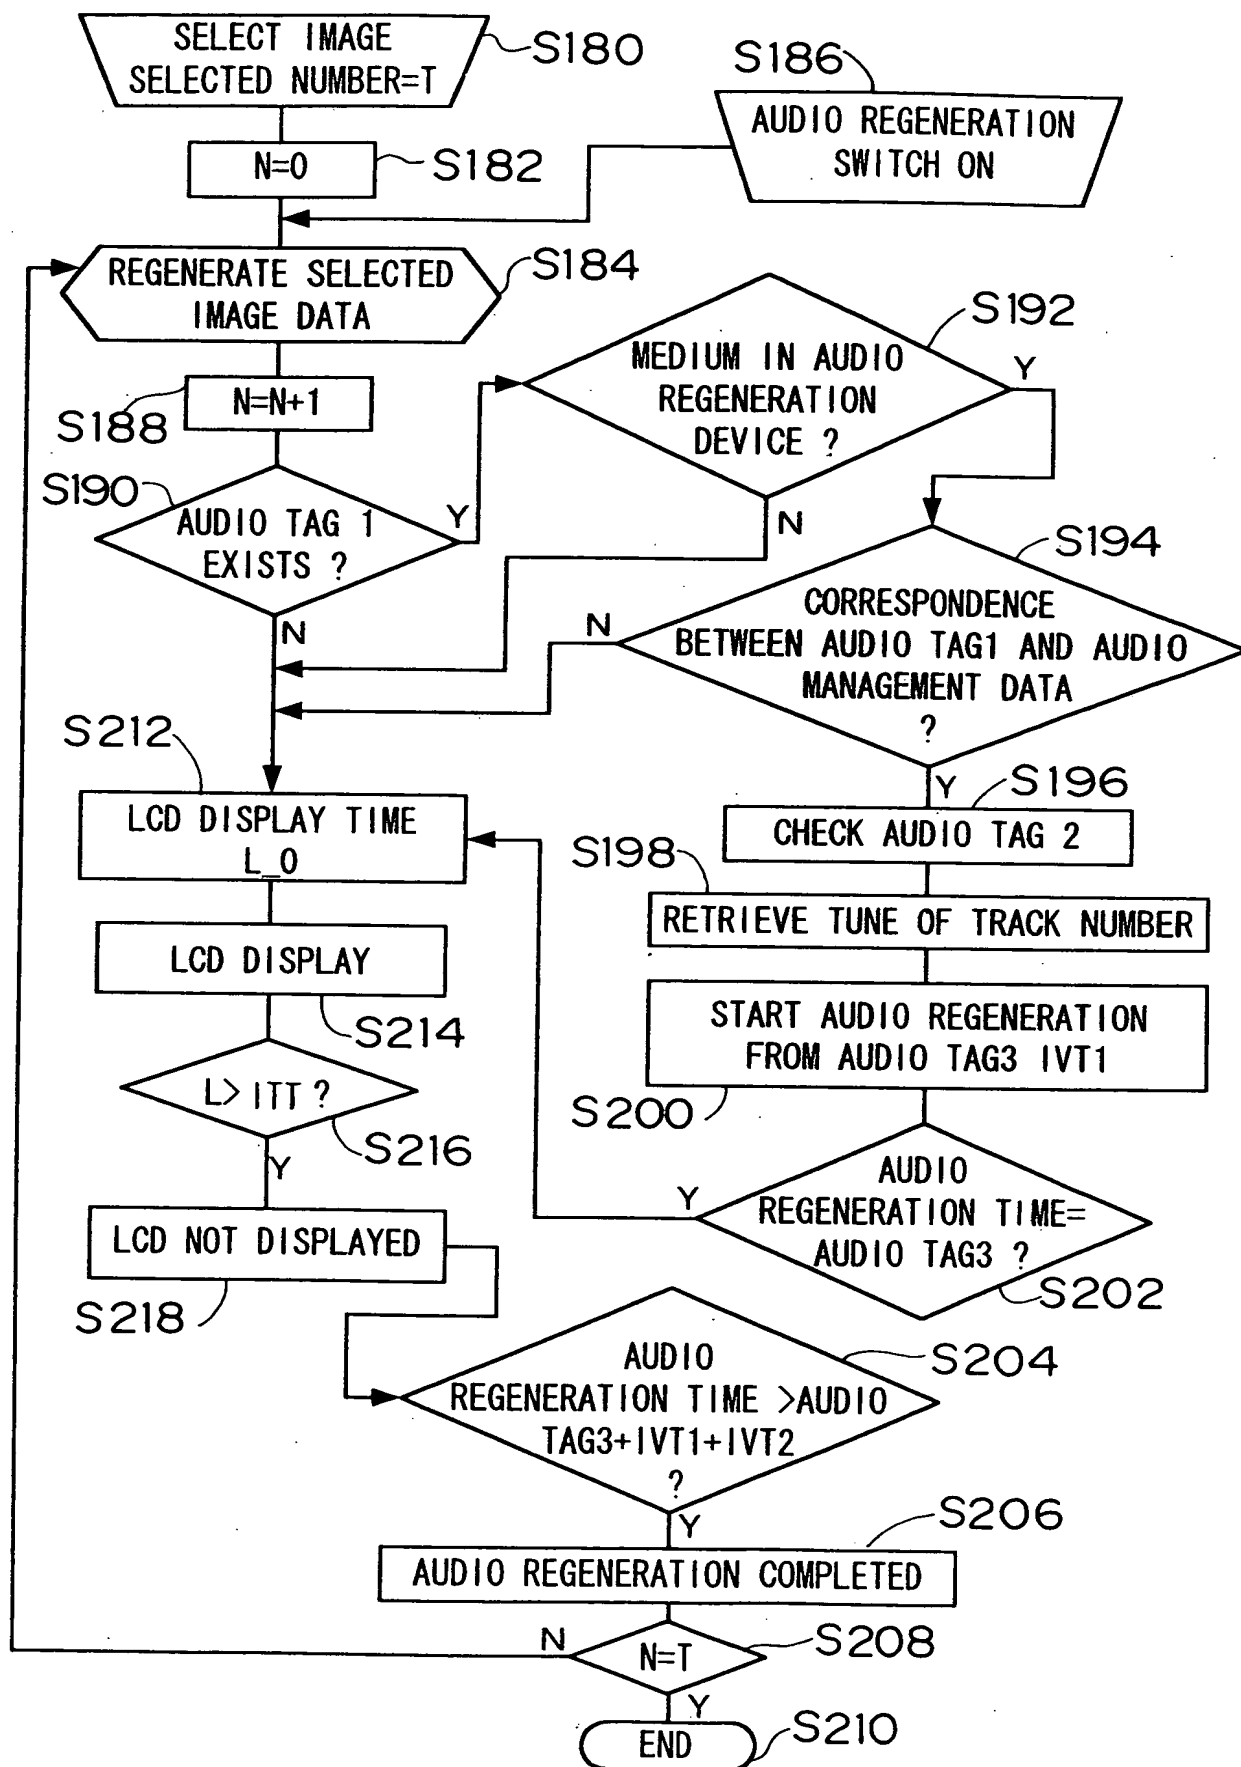 SELECT IMAGE
SELECTED NUMBER=T
S180
S186
AUDIO REGENERATION
SWITCH ON
N=0
S182
REGENERATE SELECTED
IMAGE DATA
S184
S192
MEDIUM IN AUDIO
REGENERATION
DEVICE ?
Y
N
N=N+1
S188
S190
AUDIO TAG 1
EXISTS ?
Y
N
S194
CORRESPONDENCE
BETWEEN AUDIO TAG1 AND AUDIO
MANAGEMENT DATA
?
N
Y
S212
LCD DISPLAY TIME
L_0
S196
CHECK AUDIO TAG 2
S198
RETRIEVE TUNE OF TRACK NUMBER
LCD DISPLAY
S214
START AUDIO REGENERATION
FROM AUDIO TAG3 IVT1
S200
L> ITT ?
S216
Y
AUDIO
REGENERATION TIME=
AUDIO TAG3 ?
Y
S202
LCD NOT DISPLAYED
S218
S204
AUDIO
REGENERATION TIME >AUDIO
TAG3+IVT1+IVT2
?
Y
S206
AUDIO REGENERATION COMPLETED
N
N=T
S208
Y
END
S210